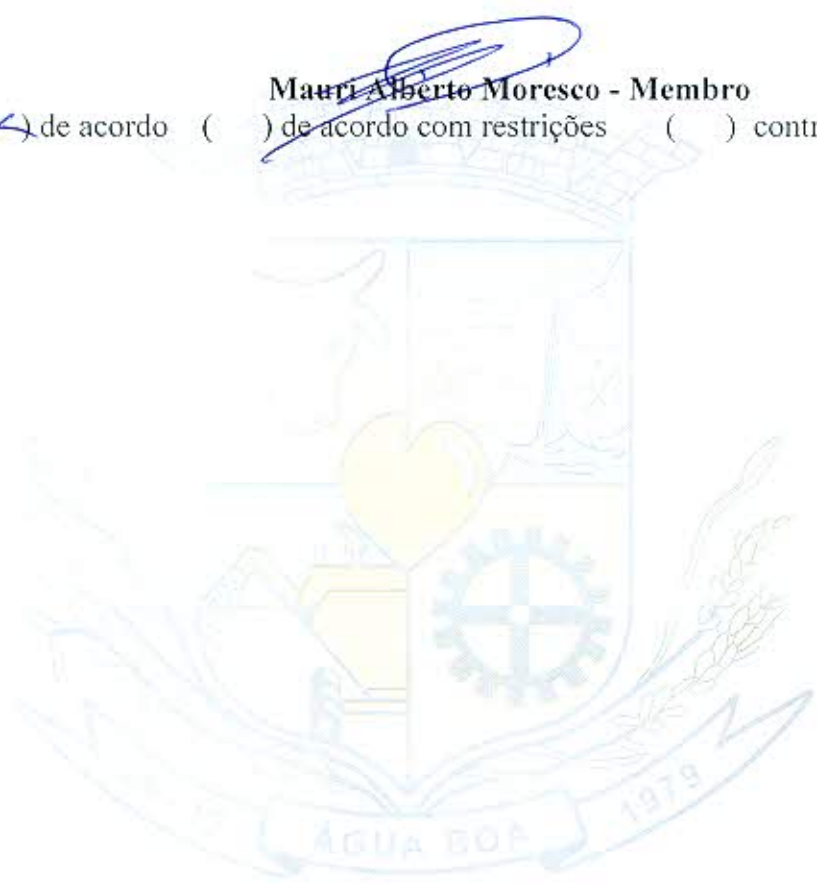 Mauri Alberto Moresco - Membro
) de acordo ( ) de acordo com restrições ( ) contr
ÁGUA BOA
1979